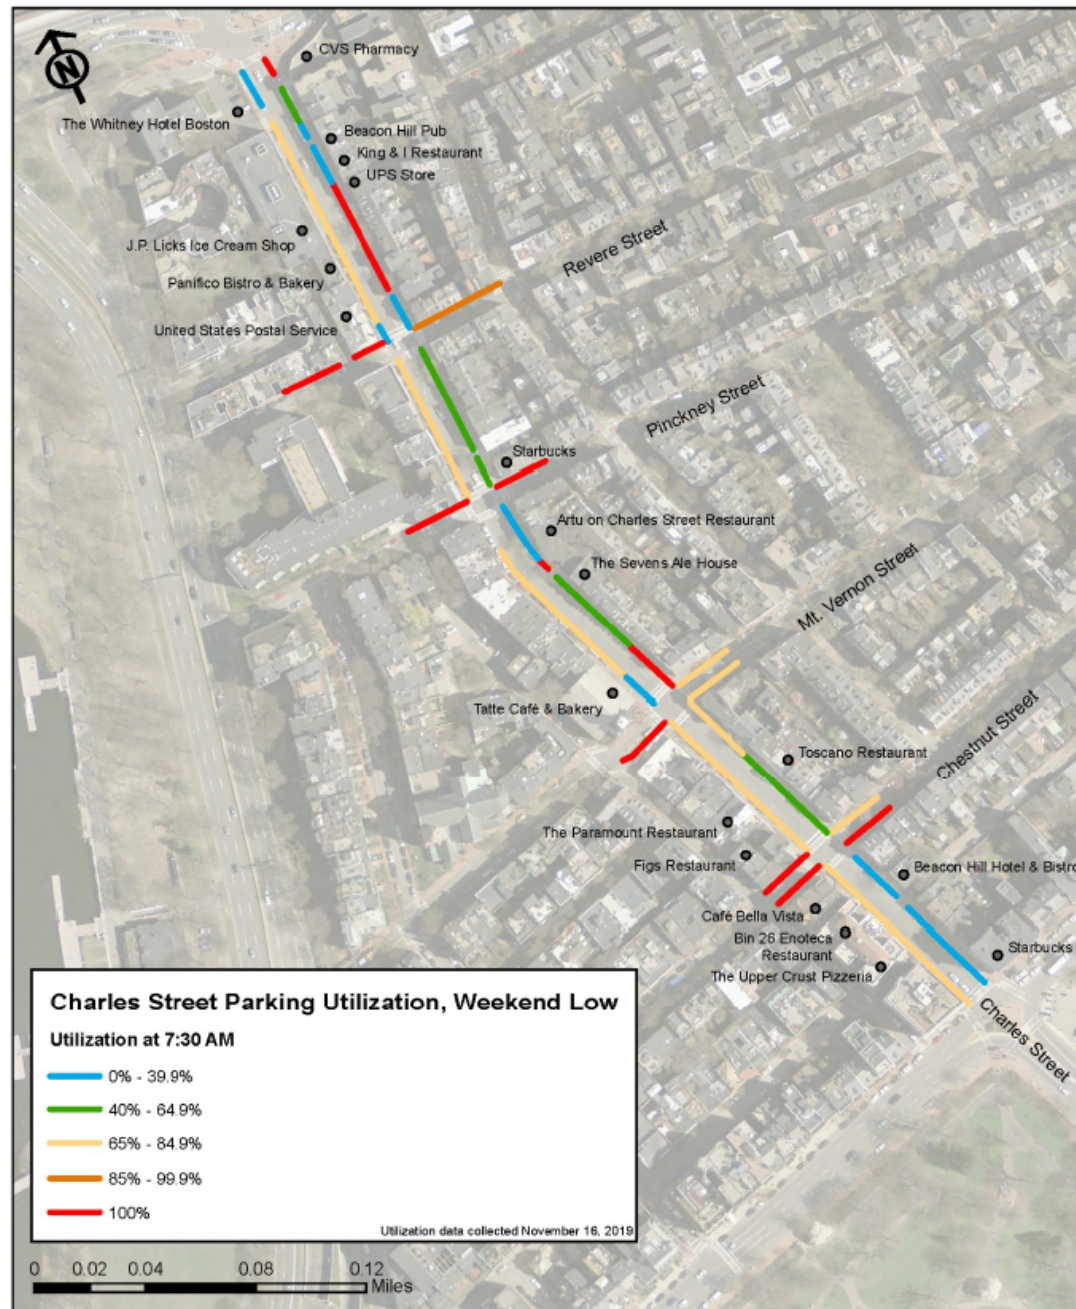 N
CVS Pharmacy
The Whitney Hotel Boston
Beacon Hill Pub
King & I Restaurant
UPS Store
J.P. Licks Ice Cream Shop
Panifico Bistro & Bakery
United States Postal Service
Revere Street
Pinckney Street
Starbucks
Artu on Charles Street Restaurant
The Sevens Ale House
Mt. Vernon Street
Tatte Café & Bakery
Toscano Restaurant
Chestnut Street
The Paramount Restaurant
Figs Restaurant
Beacon Hill Hotel & Bistro
Café Bella Vista
Bin 26 Enoteca
Restaurant
The Upper Crust Pizzeria
Starbucks
Charles Street
Charles Street Parking Utilization, Weekend Low
Utilization at 7:30 AM
0% - 39.9%
40% - 64.9%
65% - 84.9%
85% - 99.9%
100%
Utilization data collected November 16, 2019
0 0.02 0.04 0.08 0.12
Miles